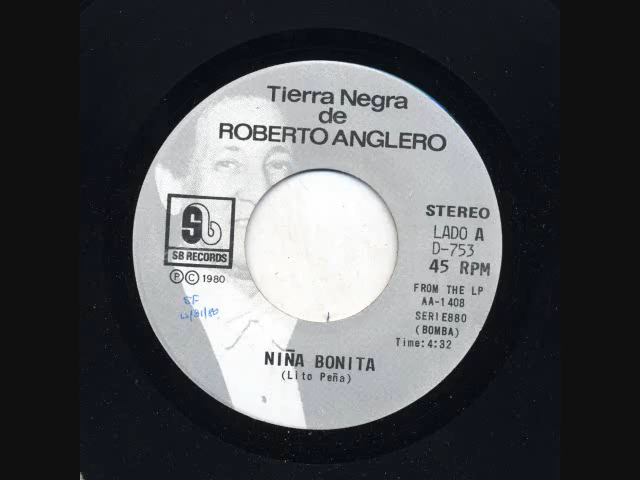 Tierra Negra
de
ROBERTO ANGLERO
SB RECORDS
Ⓟ Ⓒ 1980
SF
STEREO
LADO A
D-753
45 RPM
FROM THE LP
AA-1408
SERIE880
(BOMBA)
Time: 4:32
NIÑA BONITA
(Lito Peña)